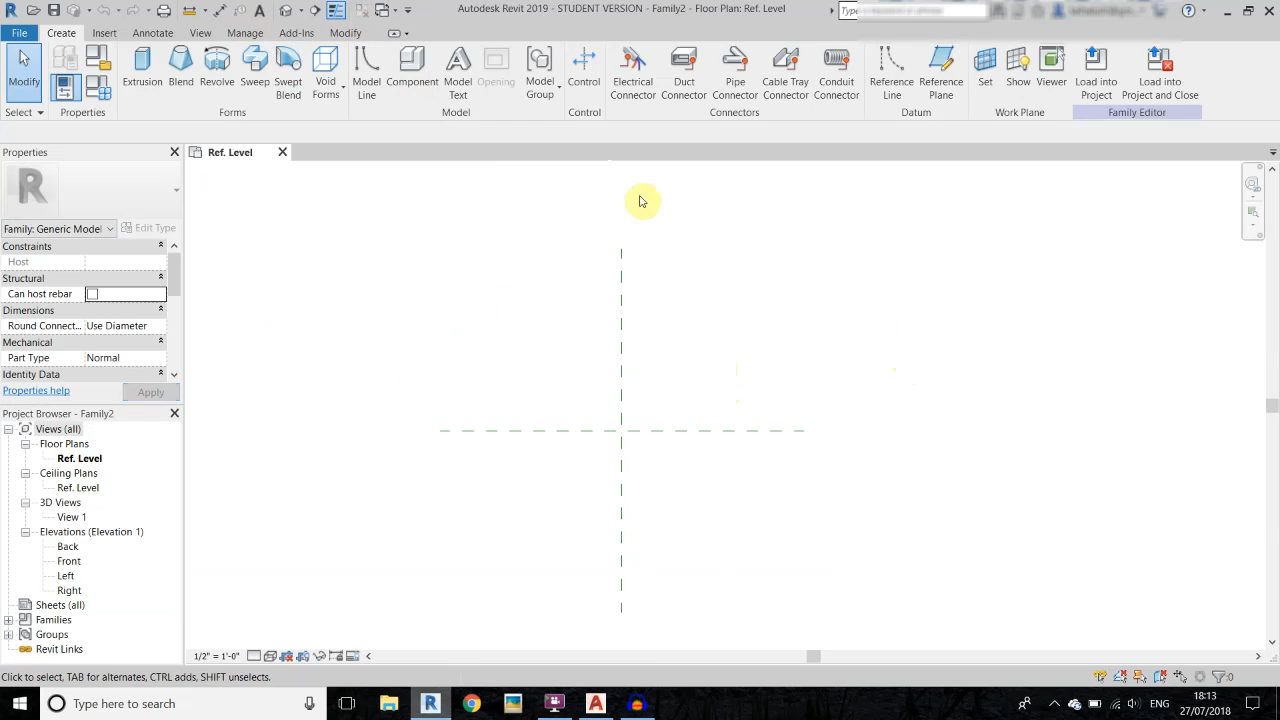 Autodesk Revit 2019 - STUDENT VERSION - Family2 - Floor Plan: Ref. Level
File Create Insert Annotate View Manage Add-Ins Modify
Modify
Extrusion Blend Revolve Sweep Swept Blend Void Forms
Model Line Component Model Text Opening Model Group
Control
Electrical Connector Duct Connector Pipe Connector Cable Tray Connector Conduit Connector
Reference Line Reference Plane
Set Show Viewer
Load into Project Load into Project and Close
Select Properties Forms Model Control Connectors Datum Work Plane Family Editor
Properties
Ref. Level
Family: Generic Model Edit Type
Constraints
Host
Structural
Can host rebar
Dimensions
Round Connect... Use Diameter
Mechanical
Part Type Normal
Identity Data
Properties help Apply
Project Browser - Family2
Views (all)
Floor Plans
Ref. Level
Ceiling Plans
Ref. Level
3D Views
View 1
Elevations (Elevation 1)
Back
Front
Left
Right
Sheets (all)
Families
Groups
Revit Links
1/2" = 1'-0"
Click to select, TAB for alternates, CTRL adds, SHIFT unselects.
:0
Type here to search
ENG
18:13
27/07/2018